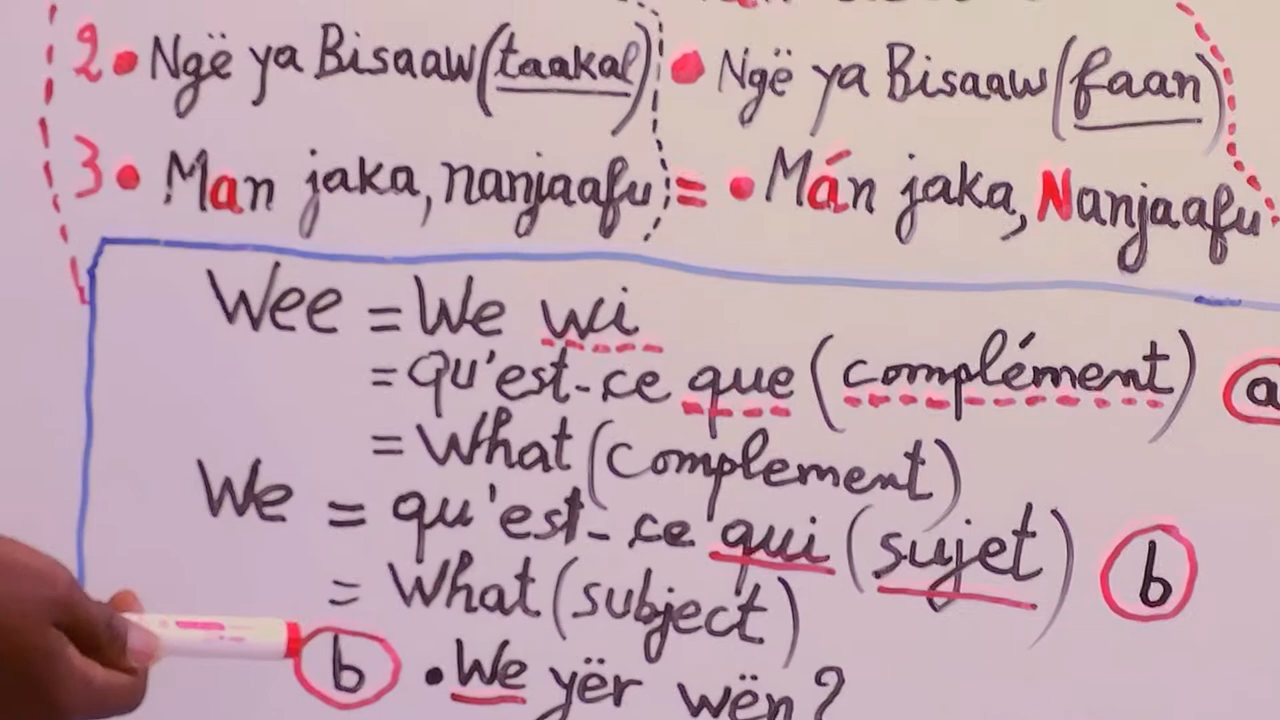 2 • Ngë ya Bisaaw (taakal) • Ngë ya Bisaaw (faan)
3 • Man jaka, nanjaafu = • Mán jaka, Nanjaafu
Wee = We wi
= qu'est-ce que (complément) a
= What (complement)
We = qu'est-ce qui (sujet) b
= What (subject)
b • We yër wën?